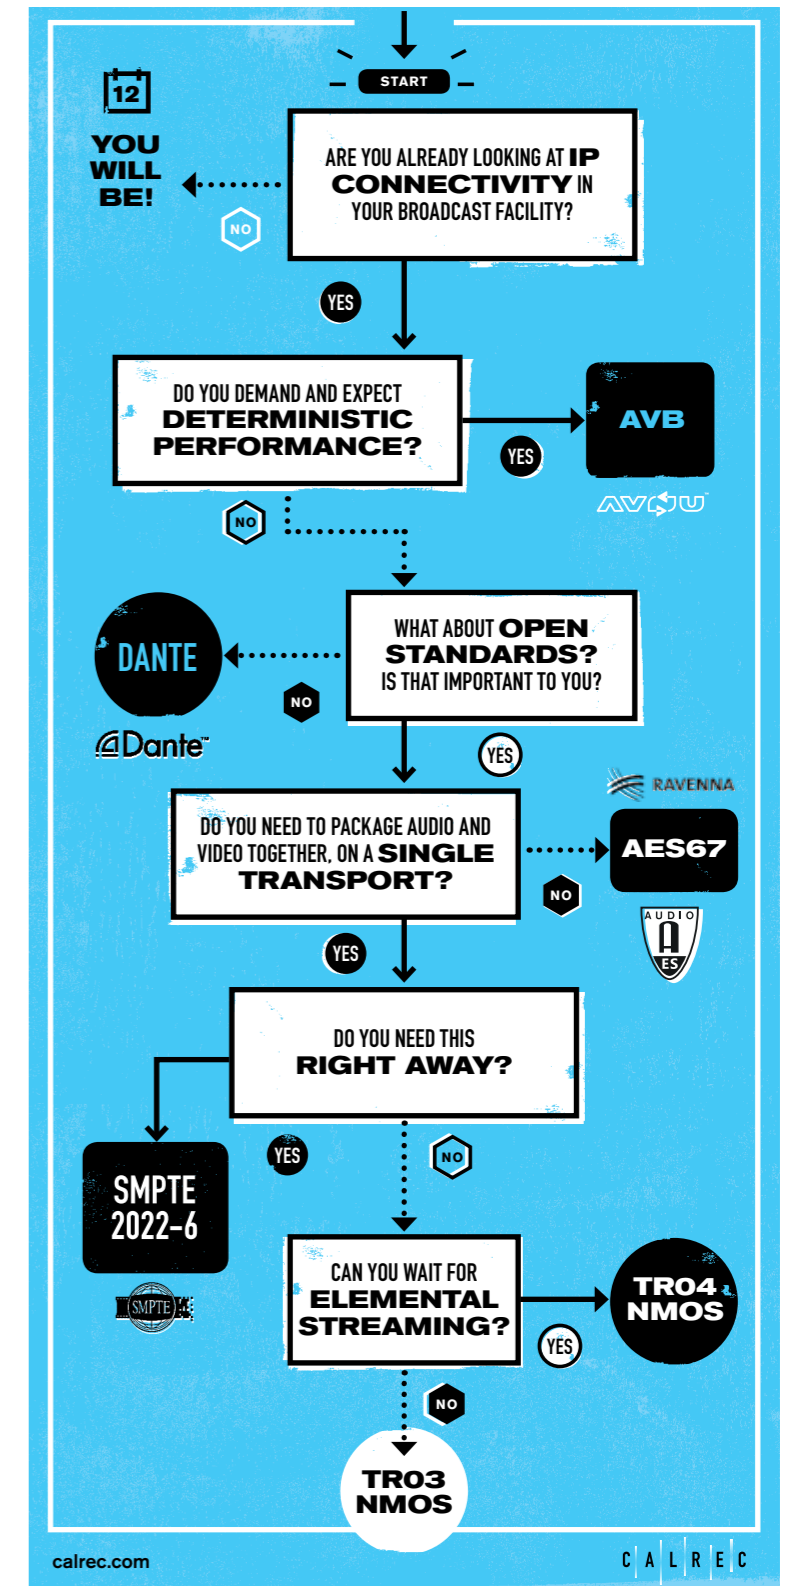 START
12
YOU
WILL
BE!
ARE YOU ALREADY LOOKING AT IP
CONNECTIVITY IN
YOUR BROADCAST FACILITY?
NO
YES
DO YOU DEMAND AND EXPECT
DETERMINISTIC
PERFORMANCE?
YES
AVB
AVNU
NO
WHAT ABOUT OPEN
STANDARDS?
IS THAT IMPORTANT TO YOU?
NO
DANTE
Dante™
YES
DO YOU NEED TO PACKAGE AUDIO AND
VIDEO TOGETHER, ON A SINGLE
TRANSPORT?
NO
RAVENNA
AES67
AUDIO
A
ES
YES
DO YOU NEED THIS
RIGHT AWAY?
YES
SMPTE
2022-6
SMPTE
NO
CAN YOU WAIT FOR
ELEMENTAL
STREAMING?
YES
TR04
NMOS
NO
TR03
NMOS
calrec.com
CALREC